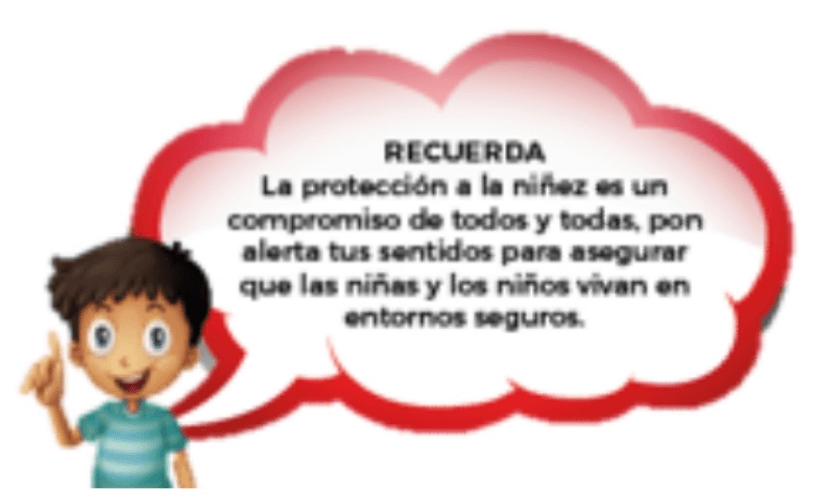 RECUERDA
La protección a la niñez es un
compromiso de todos y todas, pon
alerta tus sentidos para asegurar
que las niñas y los niños vivan en
entornos seguros.